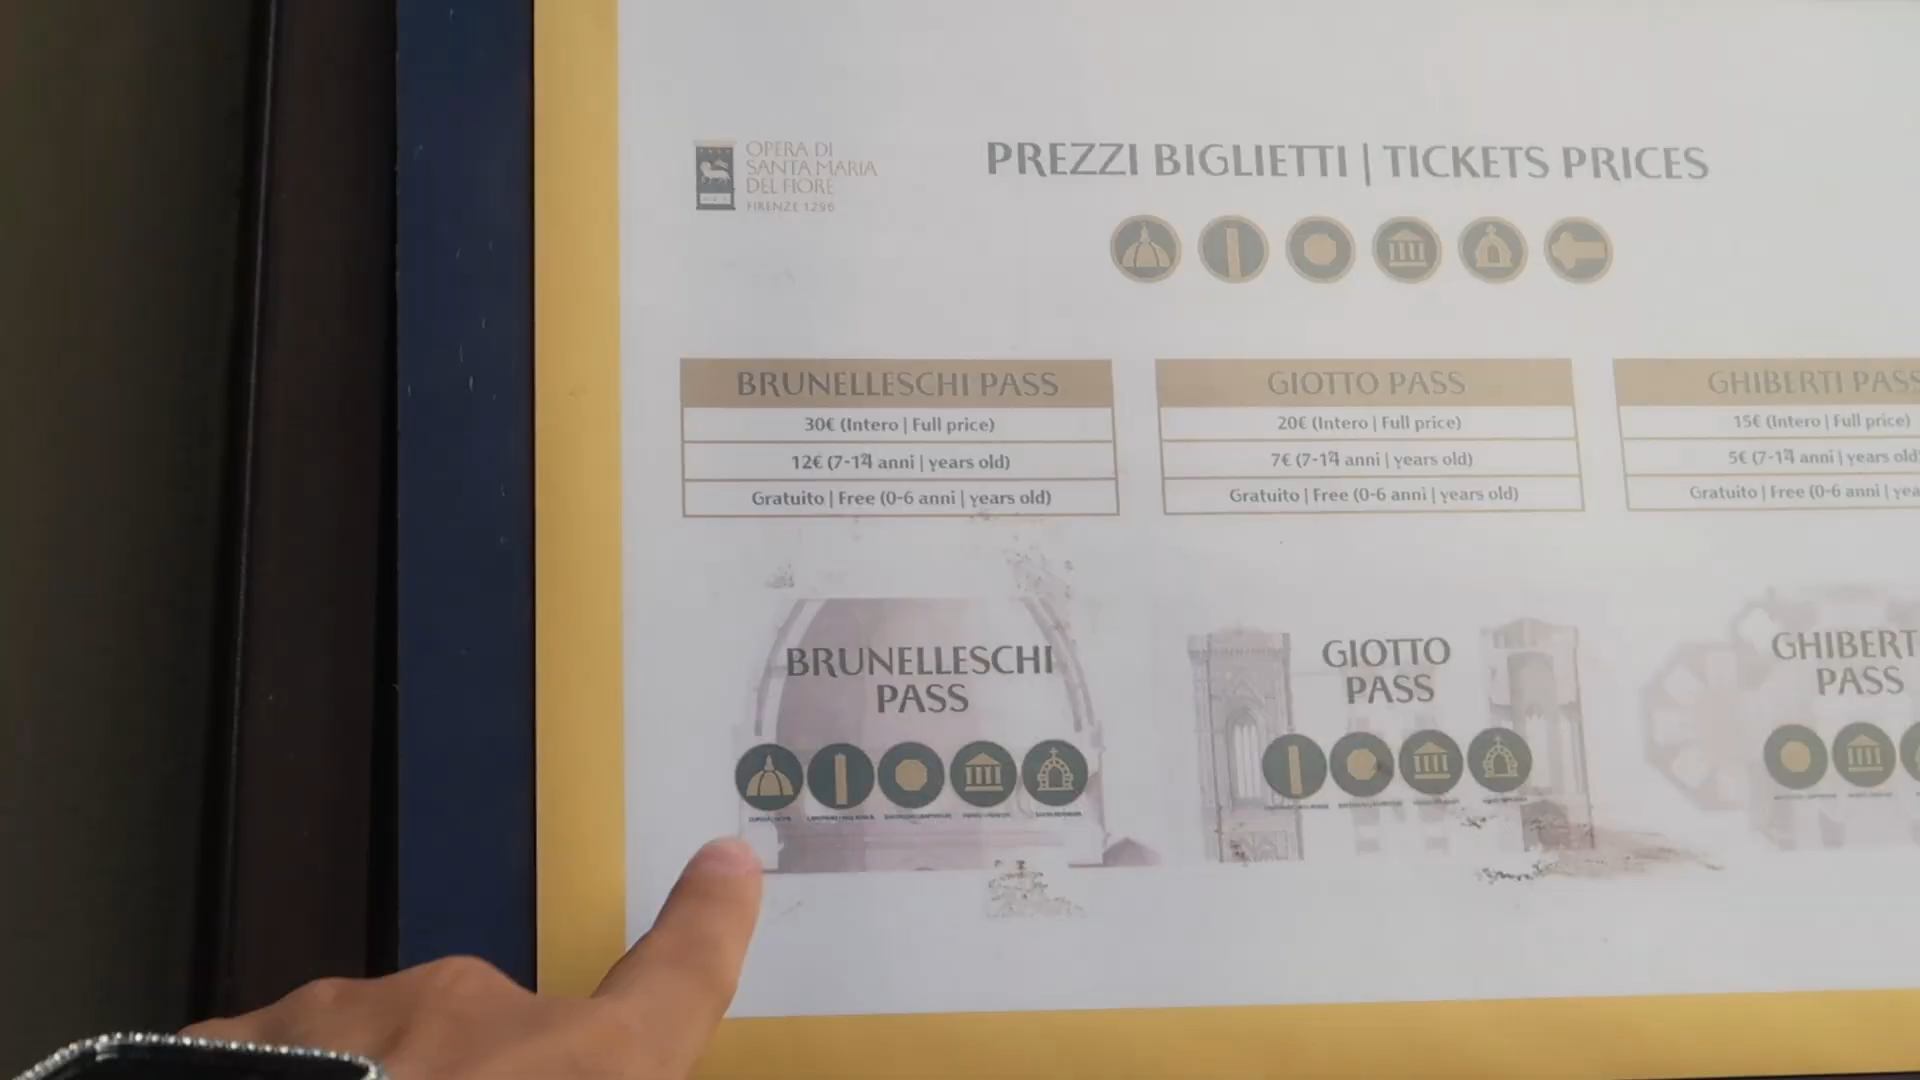 OPERA DI
SANTA MARIA
DEL FIORE
FIRENZE 1296
PREZZI BIGLIETTI | TICKETS PRICES
BRUNELLESCHI PASS
30€ (Intero | Full price)
12€ (7-14 anni | years old)
Gratuito | Free (0-6 anni | years old)
GIOTTO PASS
20€ (Intero | Full price)
7€ (7-14 anni | years old)
Gratuito | Free (0-6 anni | years old)
GHIBERTI PASS
15€ (Intero | Full price)
5€ (7-14 anni | years old
Gratuito | Free (0-6 anni | yea
BRUNELLESCHI
PASS
GIOTTO
PASS
GHIBERT
PASS